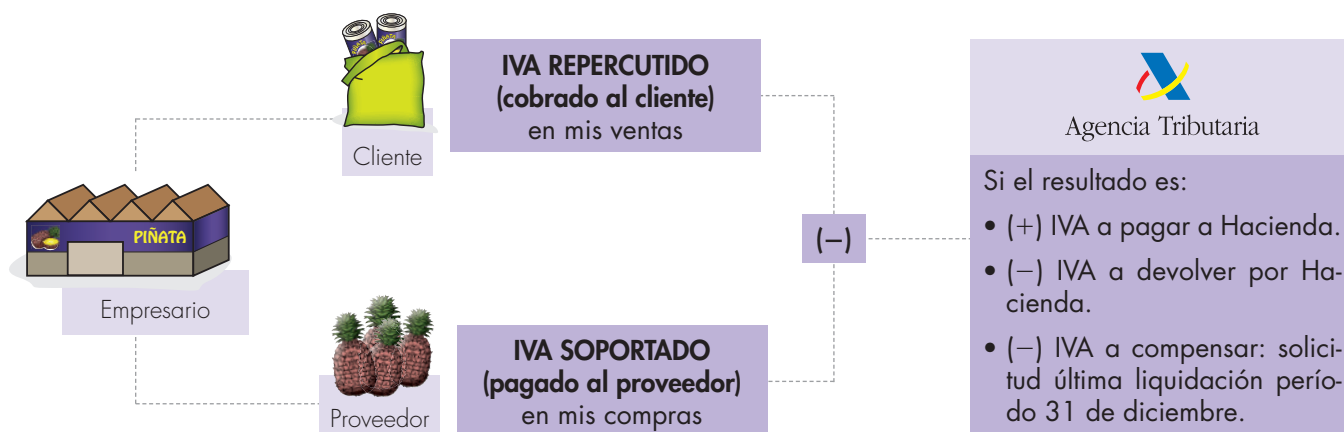 IVA REPERCUTIDO
(cobrado al cliente)
en mis ventas
Cliente
PIÑATA
Empresario
Proveedor
IVA SOPORTADO
(pagado al proveedor)
en mis compras
(−)
Agencia Tributaria
Si el resultado es:
• (+) IVA a pagar a Hacienda.
• (−) IVA a devolver por Ha-
cienda.
• (−) IVA a compensar: solici-
tud última liquidación perío-
do 31 de diciembre.